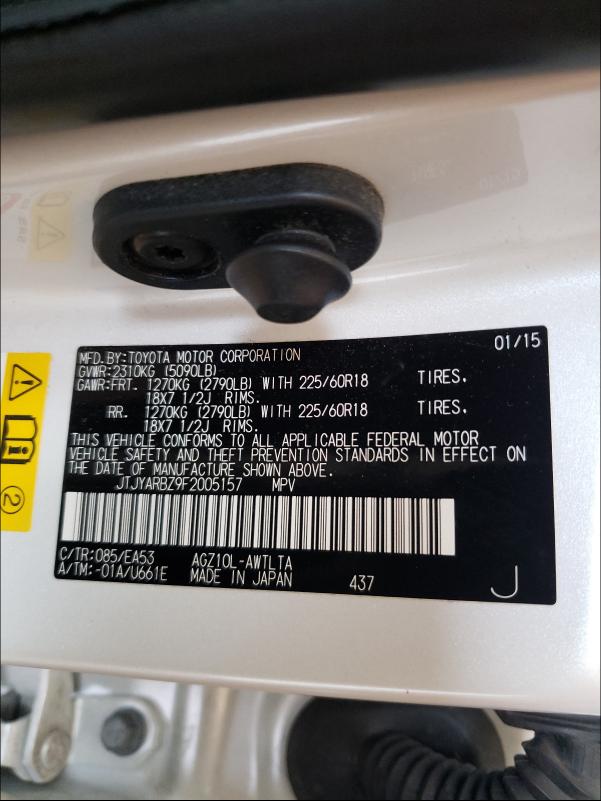 MFD.BY:TOYOTA MOTOR CORPORATION 01/15
GVWR:2310KG (5090LB)
GAWR:FRT. 1270KG (2790LB) WITH 225/60R18 TIRES.
18X7 1/2J RIMS.
RR. 1270KG (2790LB) WITH 225/60R18 TIRES.
18X7 1/2J RIMS.
THIS VEHICLE CONFORMS TO ALL APPLICABLE FEDERAL MOTOR
VEHICLE SAFETY AND THEFT PREVENTION STANDARDS IN EFFECT ON
THE DATE OF MANUFACTURE SHOWN ABOVE.
JTJYARBZ9F2005157 MPV
C/TR:085/EA53 AGZ10L-AWTLTA
A/TM:-01A/U661E MADE IN JAPAN 437 J
2